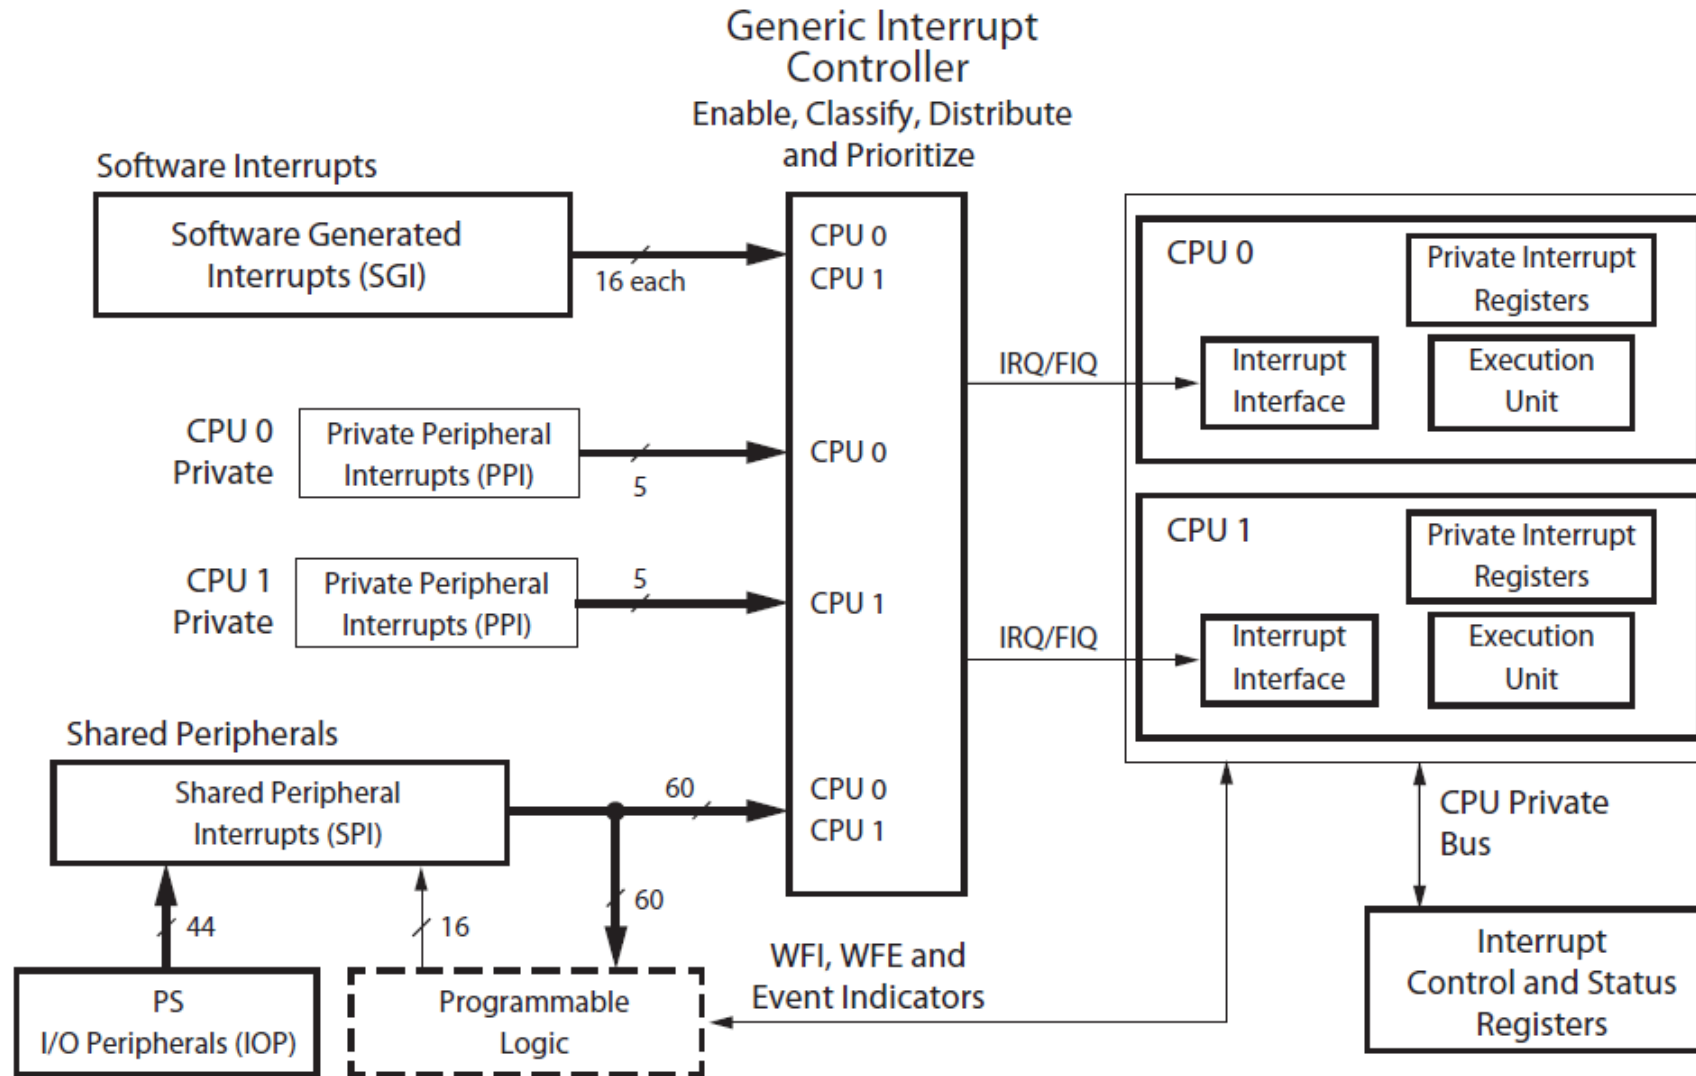 Generic Interrupt
Controller
Enable, Classify, Distribute
and Prioritize
Software Interrupts
Software Generated
Interrupts (SGI)
16 each
CPU 0
CPU 1
CPU 0
Private
Private Peripheral
Interrupts (PPI)
5
CPU 0
CPU 1
Private
Private Peripheral
Interrupts (PPI)
5
CPU 1
Shared Peripherals
Shared Peripheral
Interrupts (SPI)
60
CPU 0
CPU 1
44
16
60
PS
I/O Peripherals (IOP)
Programmable
Logic
WFI, WFE and
Event Indicators
IRQ/FIQ
CPU 0
Private Interrupt
Registers
Interrupt
Interface
Execution
Unit
IRQ/FIQ
CPU 1
Private Interrupt
Registers
Interrupt
Interface
Execution
Unit
CPU Private
Bus
Interrupt
Control and Status
Registers